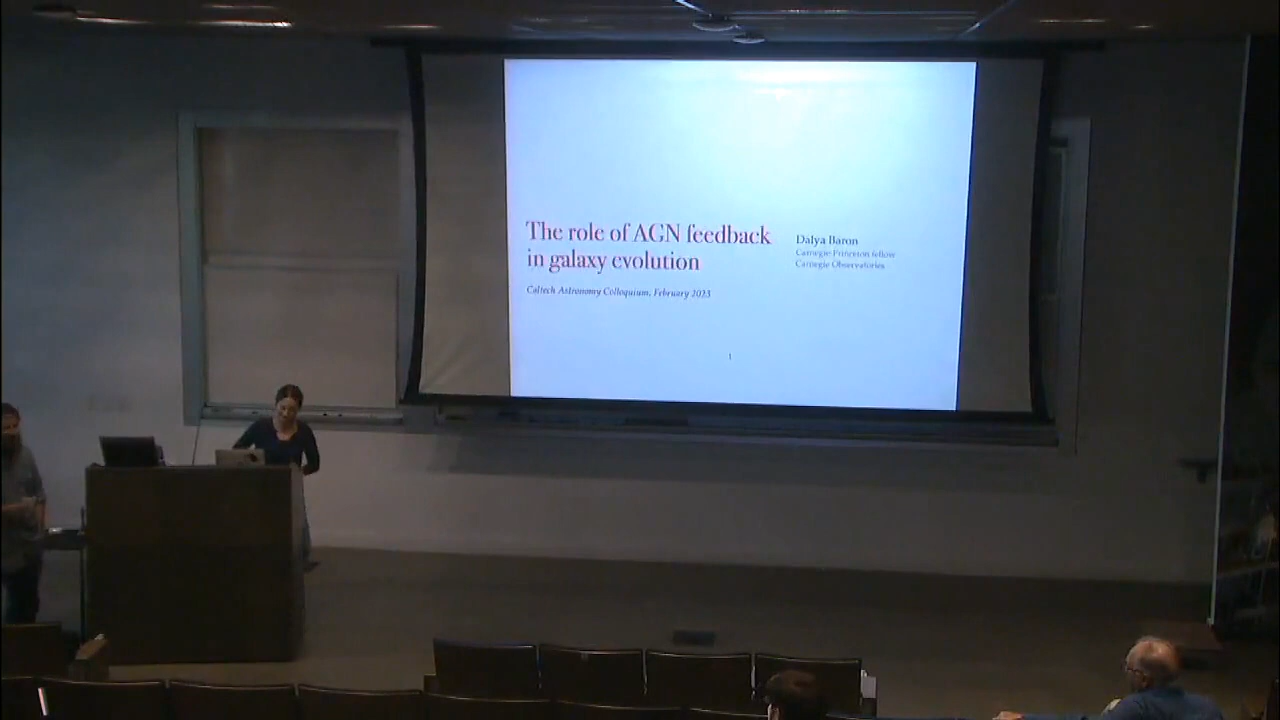 The role of AGN feedback
in galaxy evolution
Caltech Astronomy Colloquium, February 2023
Dalya Baron
Carnegie Princeton fellow
Carnegie Observatories
1